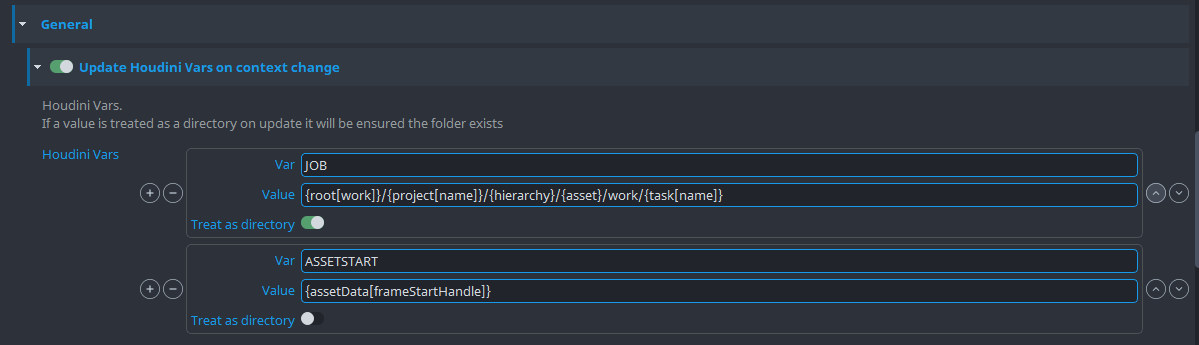 General
Update Houdini Vars on context change
Houdini Vars.
If a value is treated as a directory on update it will be ensured the folder exists
Houdini Vars
Var JOB
Value {root[work]}/{project[name]}/{hierarchy}/{asset}/work/{task[name]}
Treat as directory
Var ASSETSTART
Value {assetData[frameStartHandle]}
Treat as directory